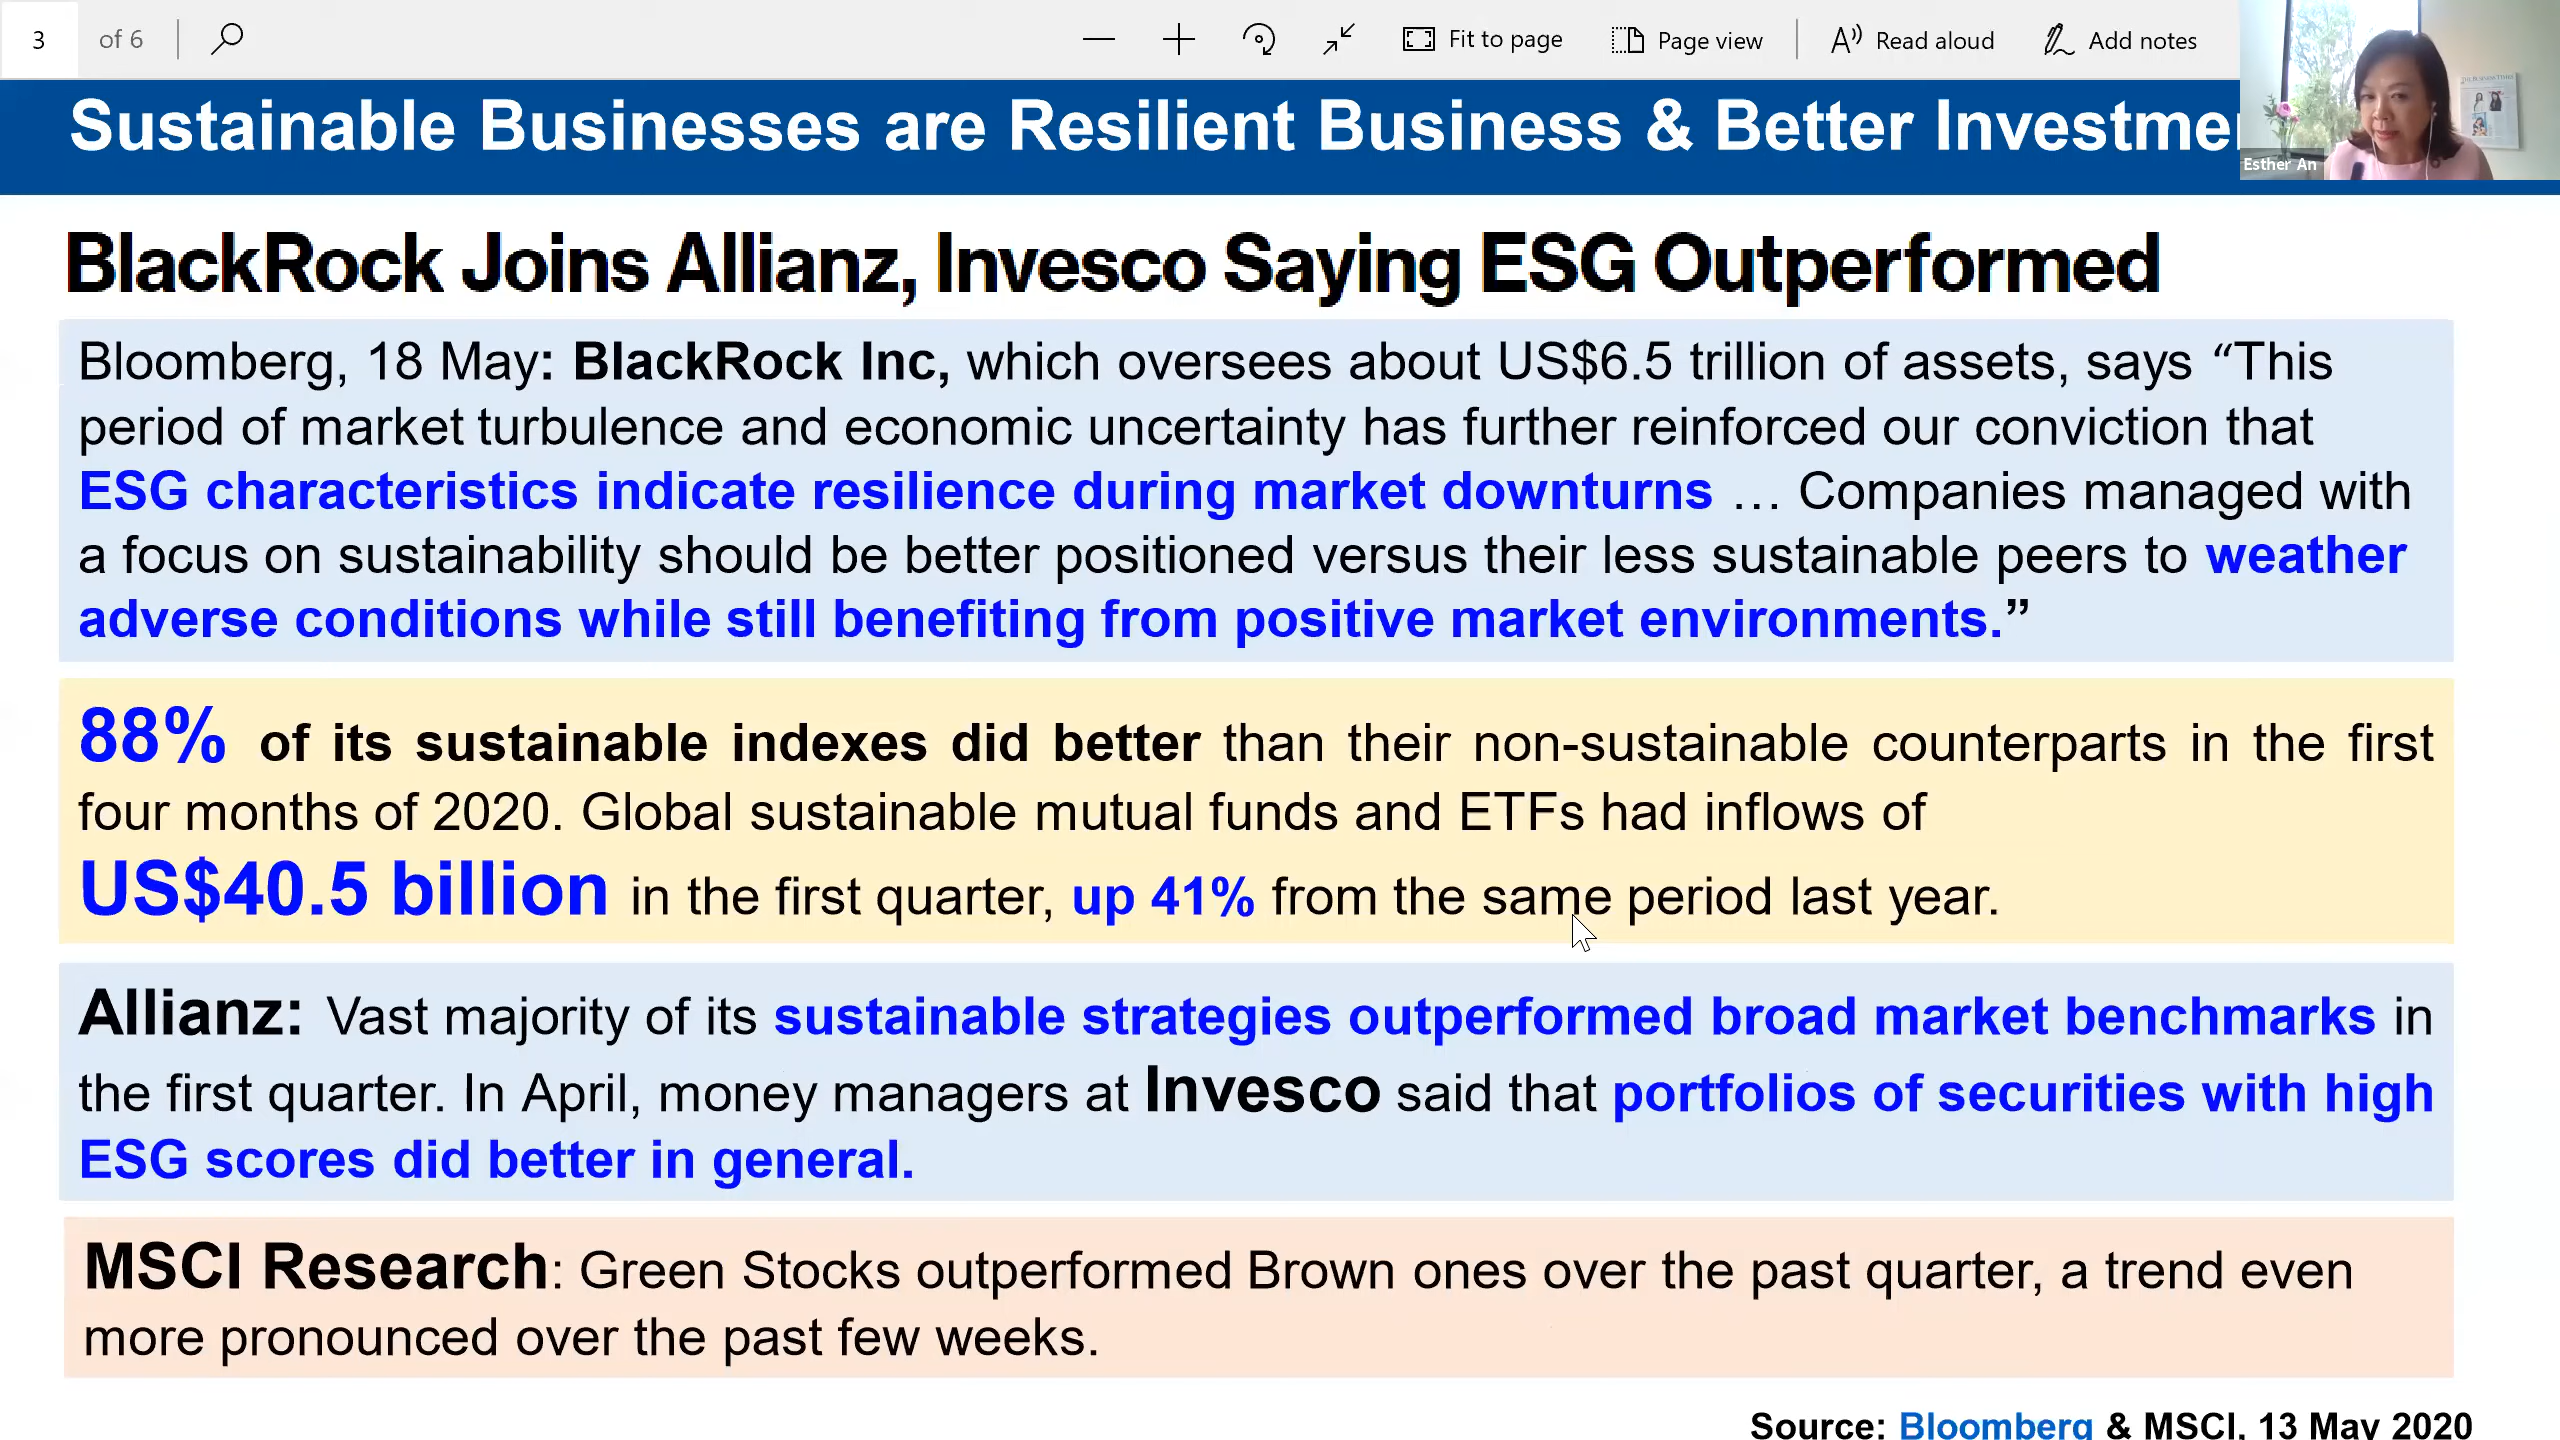 3 of 6 Fit to page Page view Read aloud Add notes
Sustainable Businesses are Resilient Business & Better
Esther An
BlackRock Joins Allianz, Invesco Saying ESG Outperformed
Bloomberg, 18 May: BlackRock Inc, which oversees about US$6.5 trillion of assets, says “This
period of market turbulence and economic uncertainty has further reinforced our conviction that
ESG characteristics indicate resilience during market downturns … Companies managed with
a focus on sustainability should be better positioned versus their less sustainable peers to weather
adverse conditions while still benefiting from positive market environments.”
88% of its sustainable indexes did better than their non-sustainable counterparts in the first
four months of 2020. Global sustainable mutual funds and ETFs had inflows of
US$40.5 billion in the first quarter, up 41% from the same period last year.
Allianz: Vast majority of its sustainable strategies outperformed broad market benchmarks in
the first quarter. In April, money managers at Invesco said that portfolios of securities with high
ESG scores did better in general.
MSCI Research: Green Stocks outperformed Brown ones over the past quarter, a trend even
more pronounced over the past few weeks.
Source: Bloomberg & MSCI, 13 May 2020